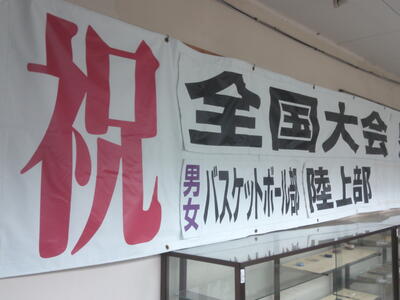 祝
全国大会
男女バスケットボール部 陸上部